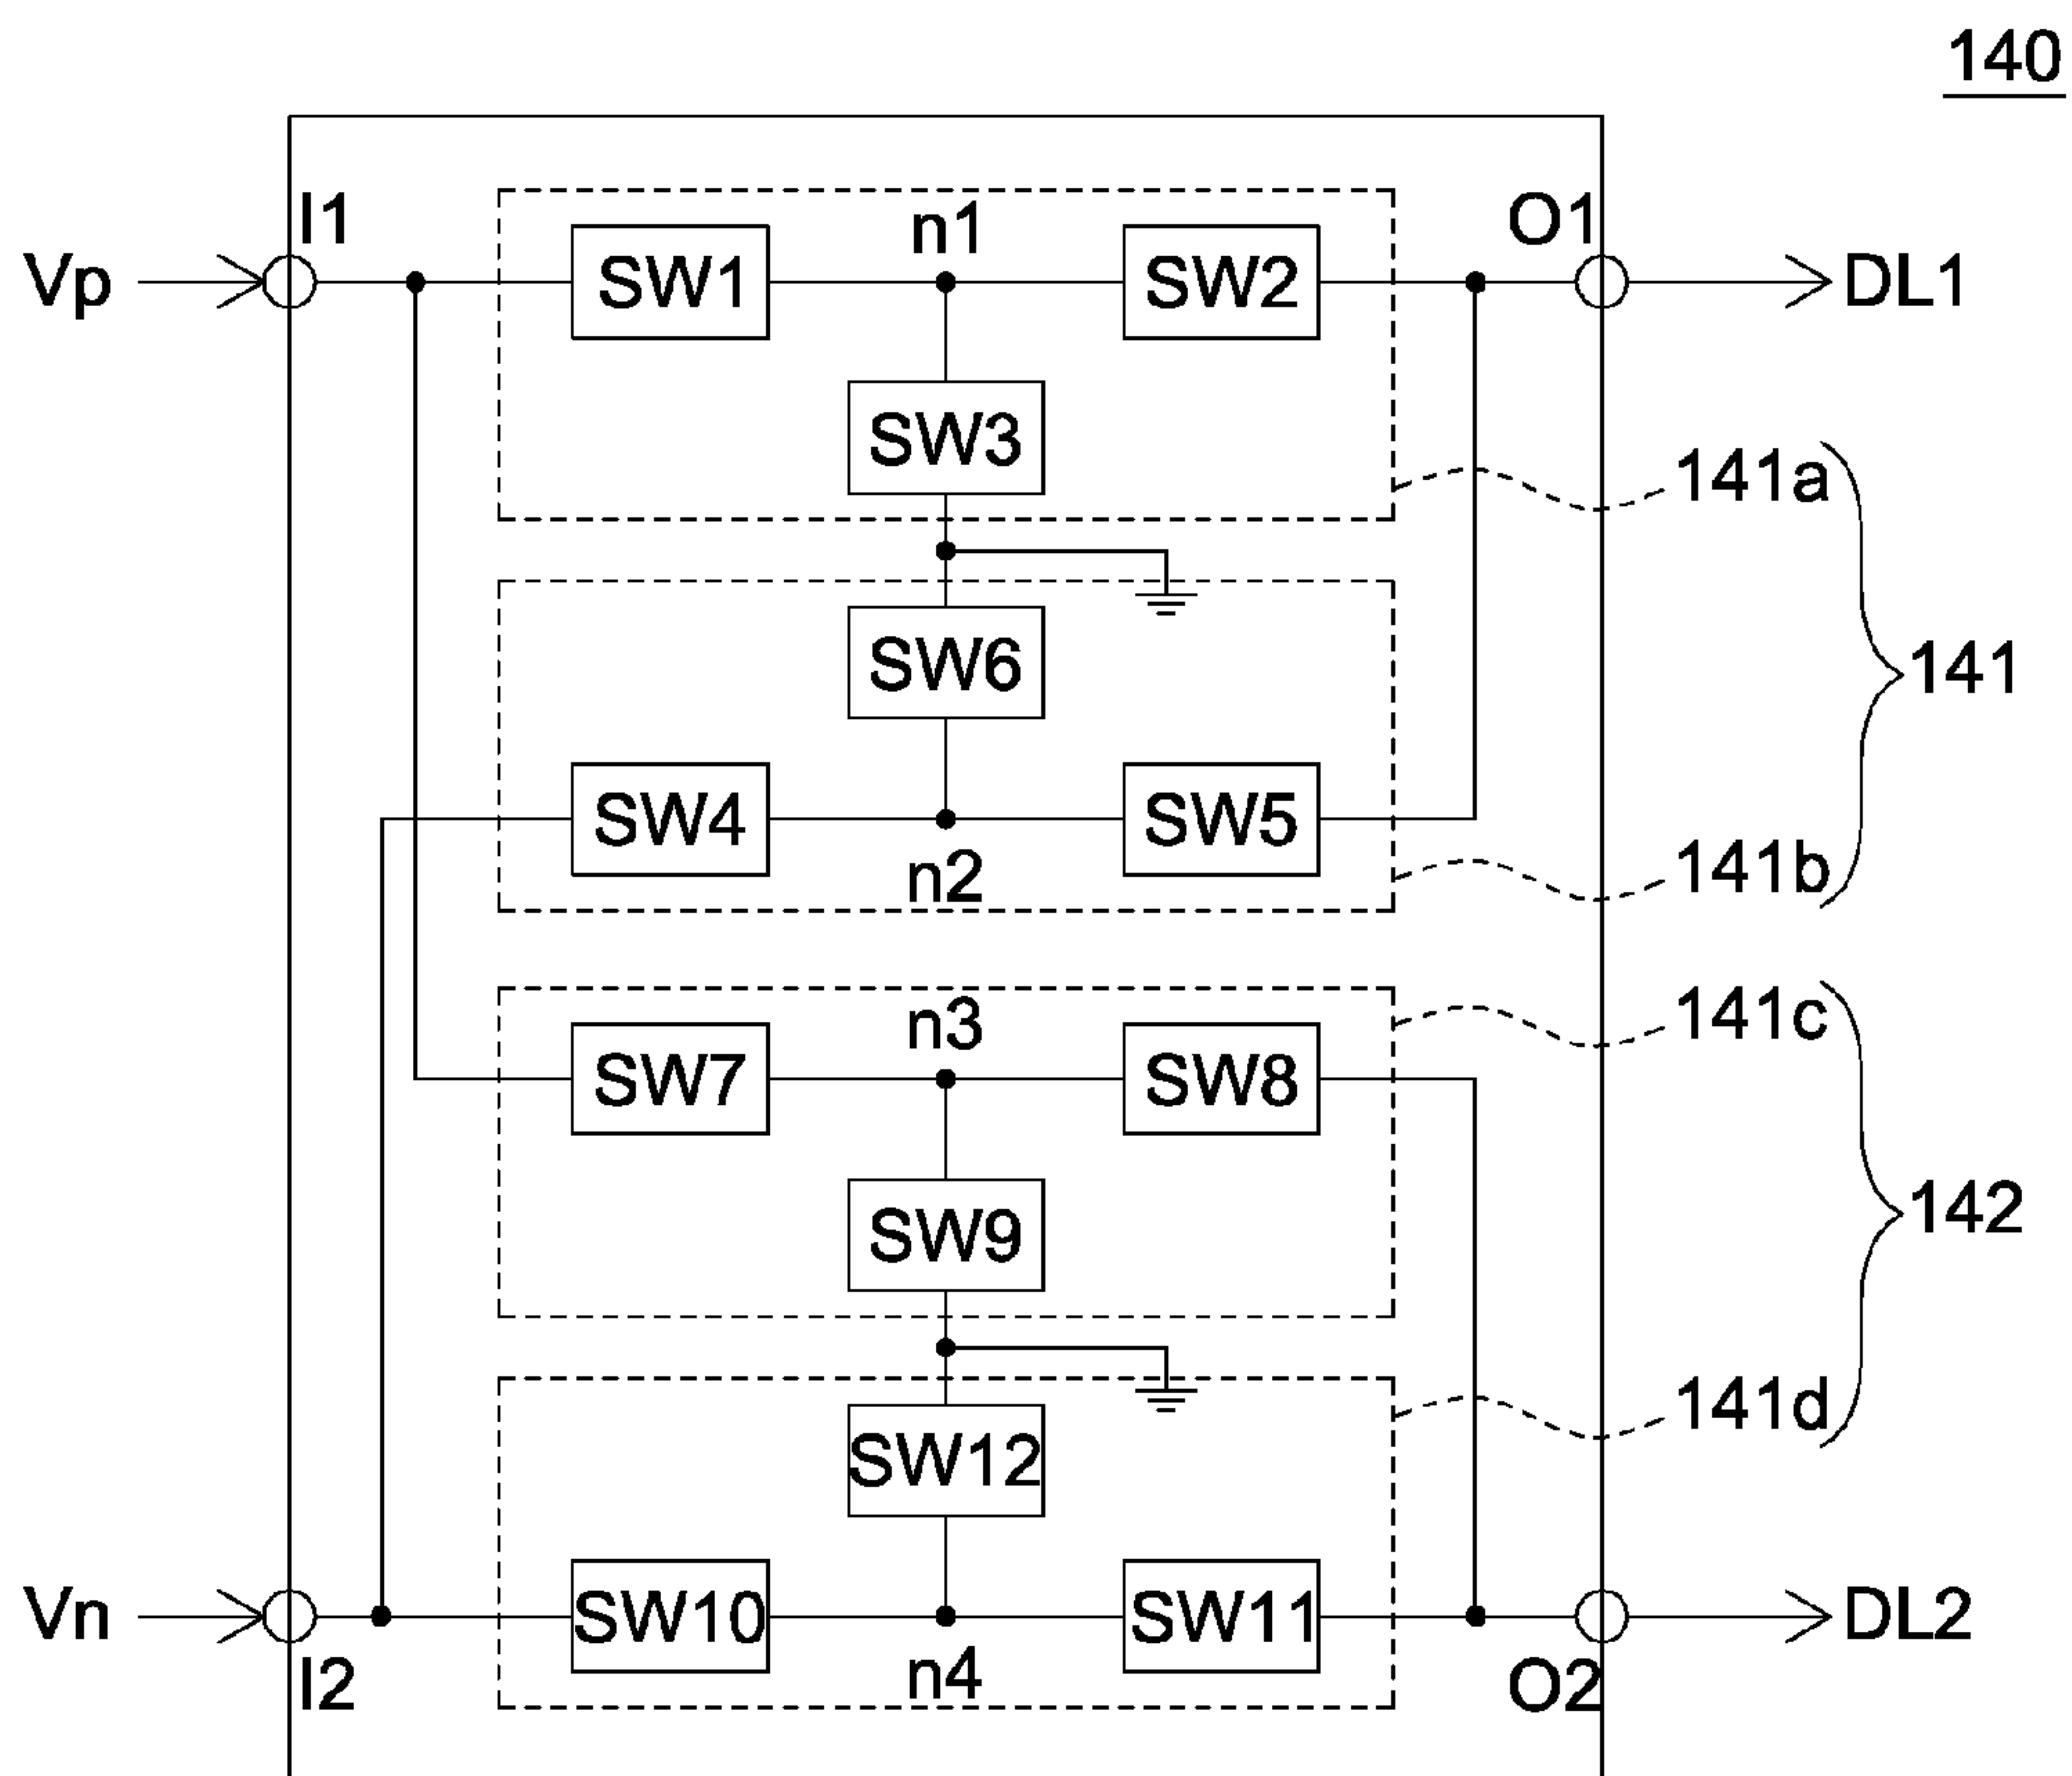 140
I1
n1
O1
Vp
SW1
SW2
DL1
SW3
141a
SW6
141
SW4
SW5
n2
141b
n3
141c
SW7
SW8
142
SW9
141d
SW12
Vn
SW10
SW11
DL2
I2
n4
O2